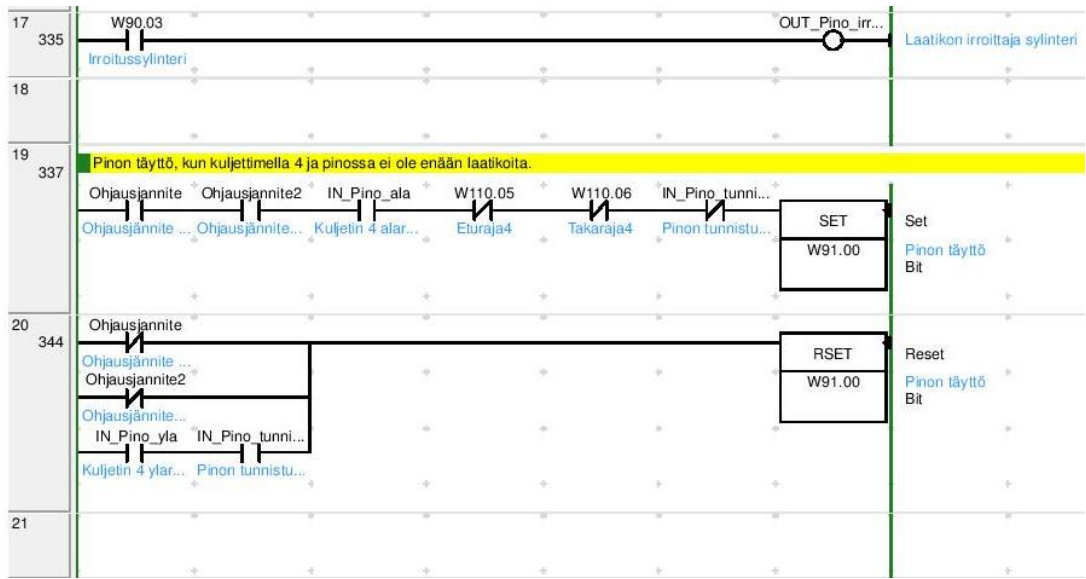 17
335
W90.03
Irroitussylinteri
OUT_Pino_irr...
Laatikon irroittaja sylinteri
18
19
337
Pinon täyttö, kun kuljettimella 4 ja pinossa ei ole enään laatikoita.
Ohjausjannite Ohjausjannite2 IN_Pino_ala W110.05 W110.06 IN_Pino_tunni...
Ohjausjännite ... Ohjausjännite... Kuljetin 4 alar... Eturaja4 Takaraja4 Pinon tunnistu...
SET
W91.00
Set
Pinon täyttö
Bit
20
344
Ohjausjannite
Ohjausjännite ...
Ohjausjannite2
Ohjausjännite...
IN_Pino_yla IN_Pino_tunni...
Kuljetin 4 ylar... Pinon tunnistu...
RSET
W91.00
Reset
Pinon täyttö
Bit
21